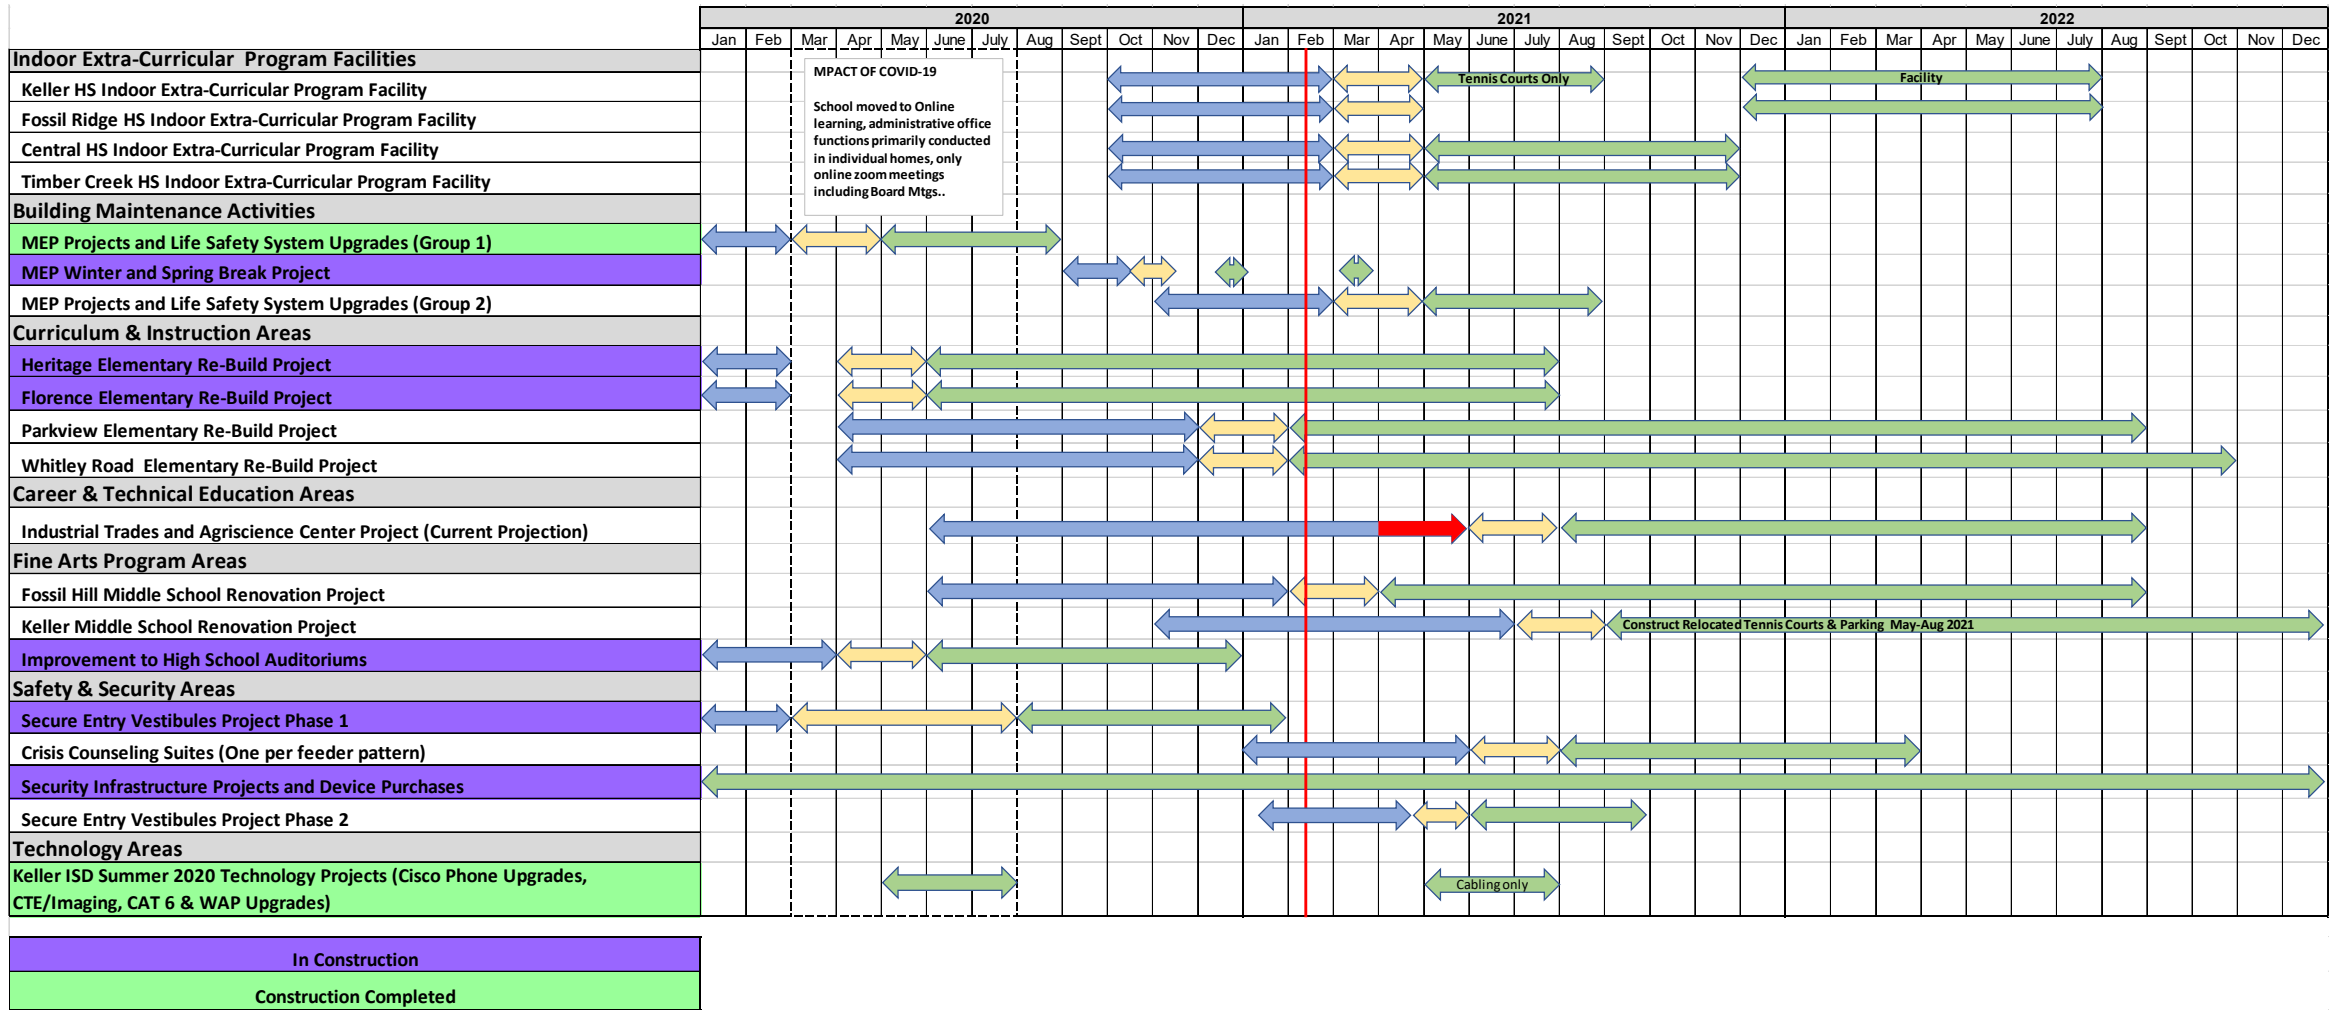 2020 2021 2022
Jan Feb Mar Apr May June July Aug Sept Oct Nov Dec Jan Feb Mar Apr May June July Aug Sept Oct Nov Dec Jan Feb Mar Apr May June July Aug Sept Oct Nov Dec
Indoor Extra-Curricular Program Facilities
MPACT OF COVID-19
School moved to Online
learning, administrative office
functions primarily conducted
in individual homes, only
online zoom meetings
including Board Mtgs..
Keller HS Indoor Extra-Curricular Program Facility
Tennis Courts Only
Facility
Fossil Ridge HS Indoor Extra-Curricular Program Facility
Central HS Indoor Extra-Curricular Program Facility
Timber Creek HS Indoor Extra-Curricular Program Facility
Building Maintenance Activities
MEP Projects and Life Safety System Upgrades (Group 1)
MEP Winter and Spring Break Project
MEP Projects and Life Safety System Upgrades (Group 2)
Curriculum & Instruction Areas
Heritage Elementary Re-Build Project
Florence Elementary Re-Build Project
Parkview Elementary Re-Build Project
Whitley Road Elementary Re-Build Project
Career & Technical Education Areas
Industrial Trades and Agriscience Center Project (Current Projection)
Fine Arts Program Areas
Fossil Hill Middle School Renovation Project
Keller Middle School Renovation Project
Construct Relocated Tennis Courts & Parking May-Aug 2021
Improvement to High School Auditoriums
Safety & Security Areas
Secure Entry Vestibules Project Phase 1
Crisis Counseling Suites (One per feeder pattern)
Security Infrastructure Projects and Device Purchases
Secure Entry Vestibules Project Phase 2
Technology Areas
Keller ISD Summer 2020 Technology Projects (Cisco Phone Upgrades,
CTE/Imaging, CAT 6 & WAP Upgrades)
Cabling only
In Construction
Construction Completed